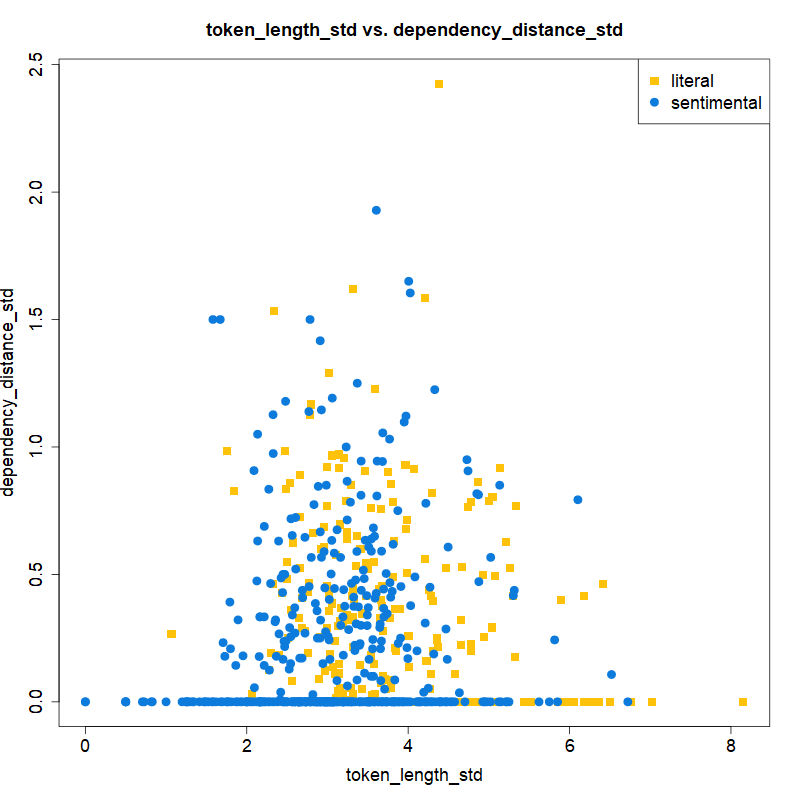 token_length_std vs. dependency_distance_std
literal
sentimental
dependency_distance_std
2.5
2.0
1.5
1.0
0.5
0.0
0 2 4 6 8
token_length_std